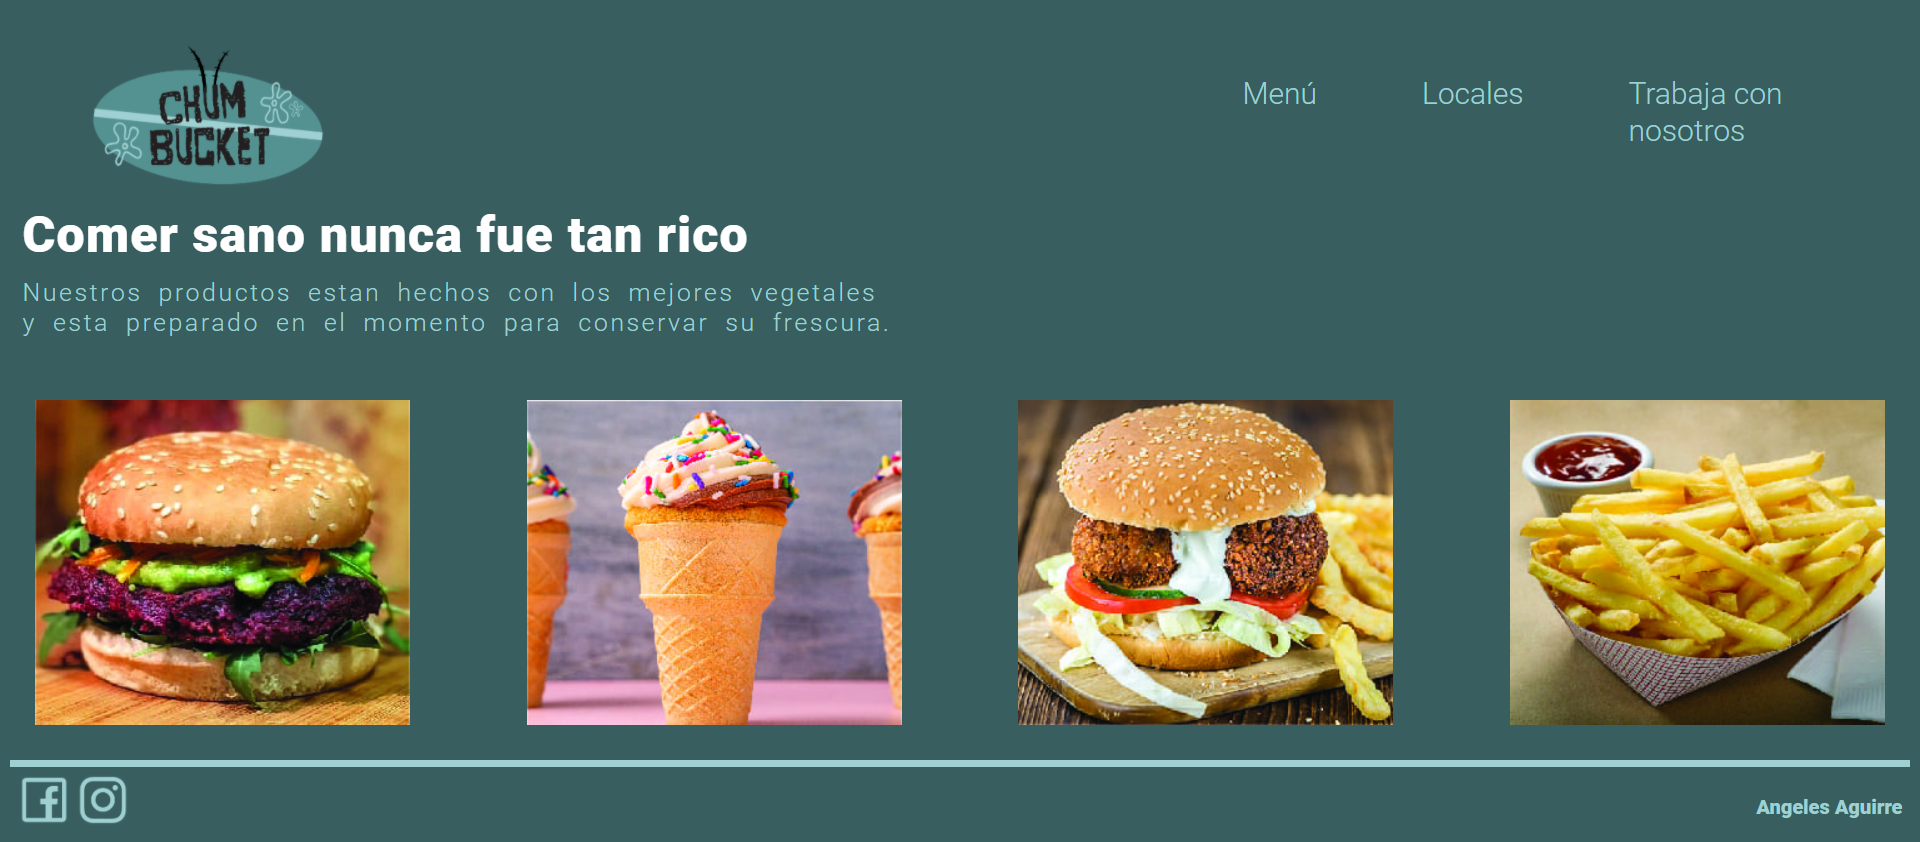 CHUM
BUCKET
Menú
Locales
Trabaja con
nosotros
Comer sano nunca fue tan rico
Nuestros productos estan hechos con los mejores vegetales
y esta preparado en el momento para conservar su frescura.
Angeles Aguirre